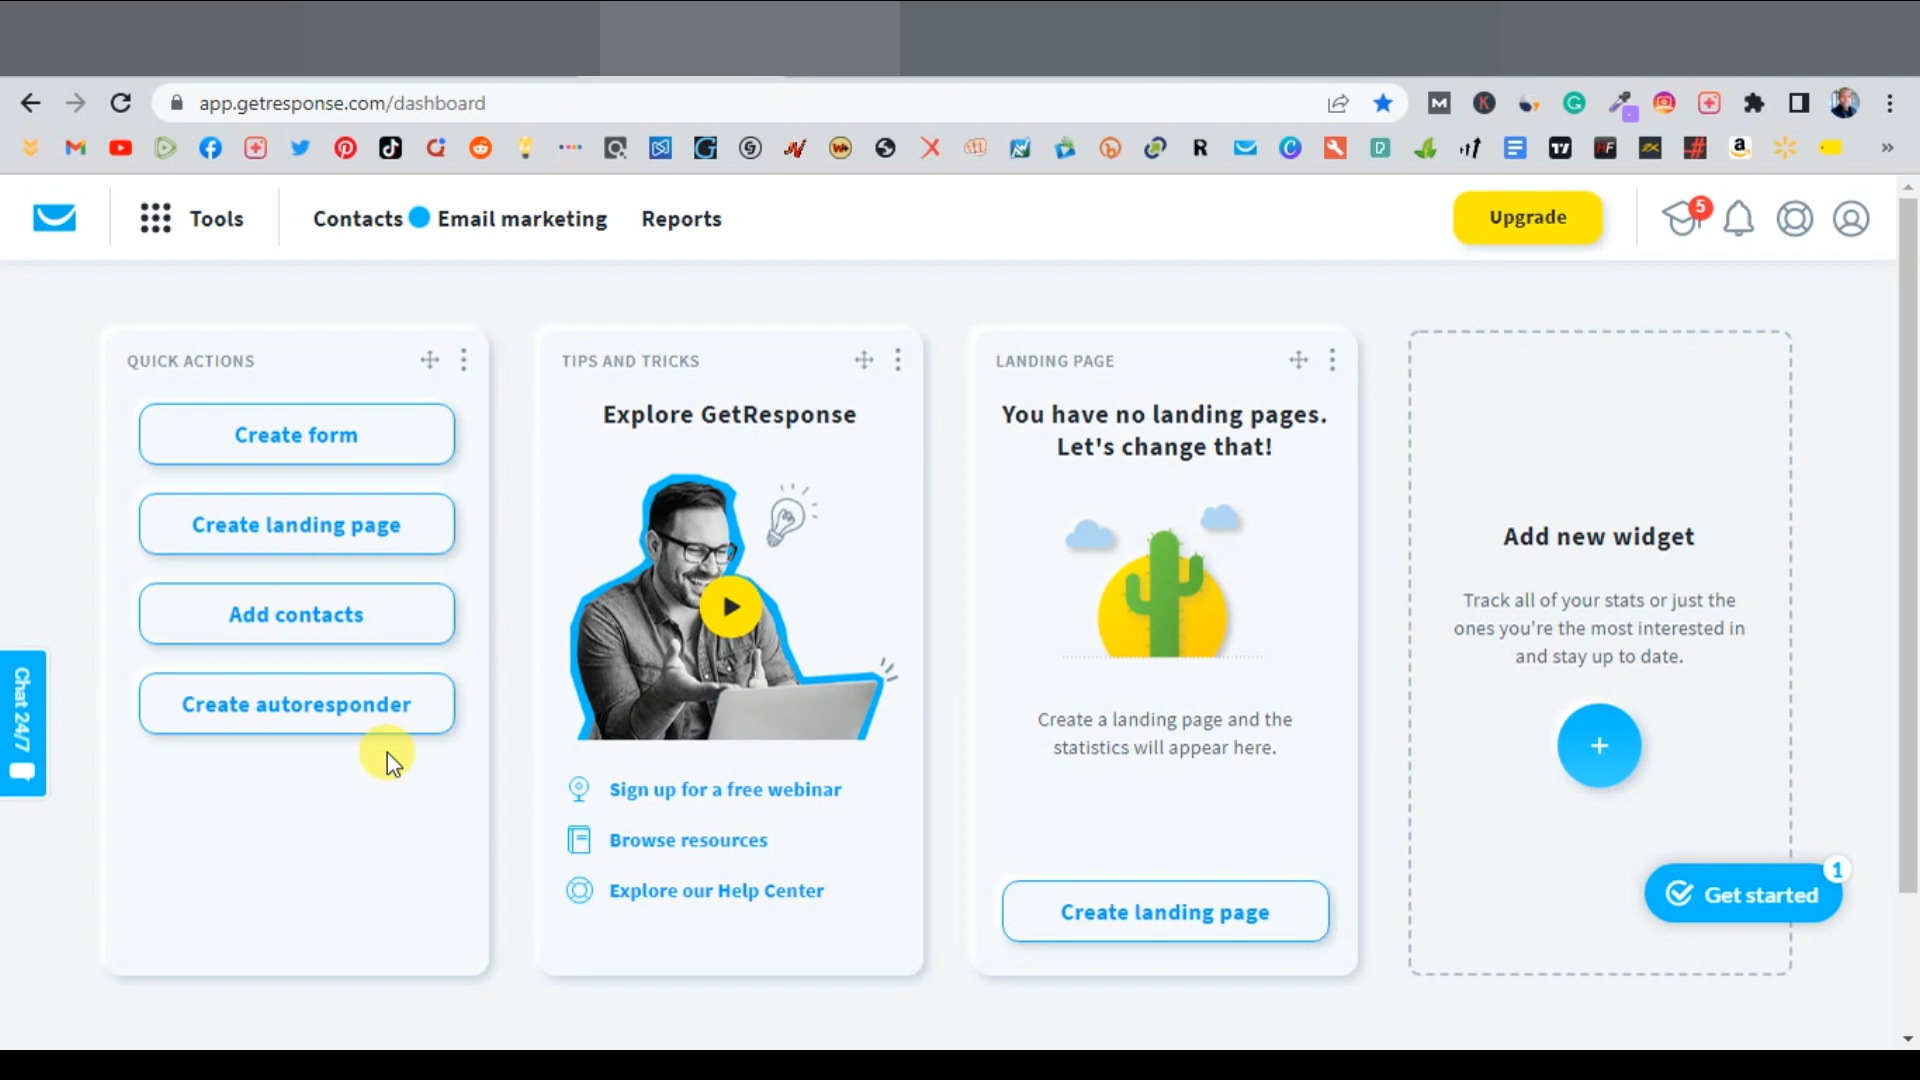 app.getresponse.com/dashboard
Tools
Contacts
Email marketing
Reports
Upgrade
5
QUICK ACTIONS
Create form
Create landing page
Add contacts
Create autoresponder
TIPS AND TRICKS
Explore GetResponse
Sign up for a free webinar
Browse resources
Explore our Help Center
LANDING PAGE
You have no landing pages.
Let's change that!
Create a landing page and the
statistics will appear here.
Create landing page
Add new widget
Track all of your stats or just the
ones you're the most interested in
and stay up to date.
+
Get started
1
Chat 24/7